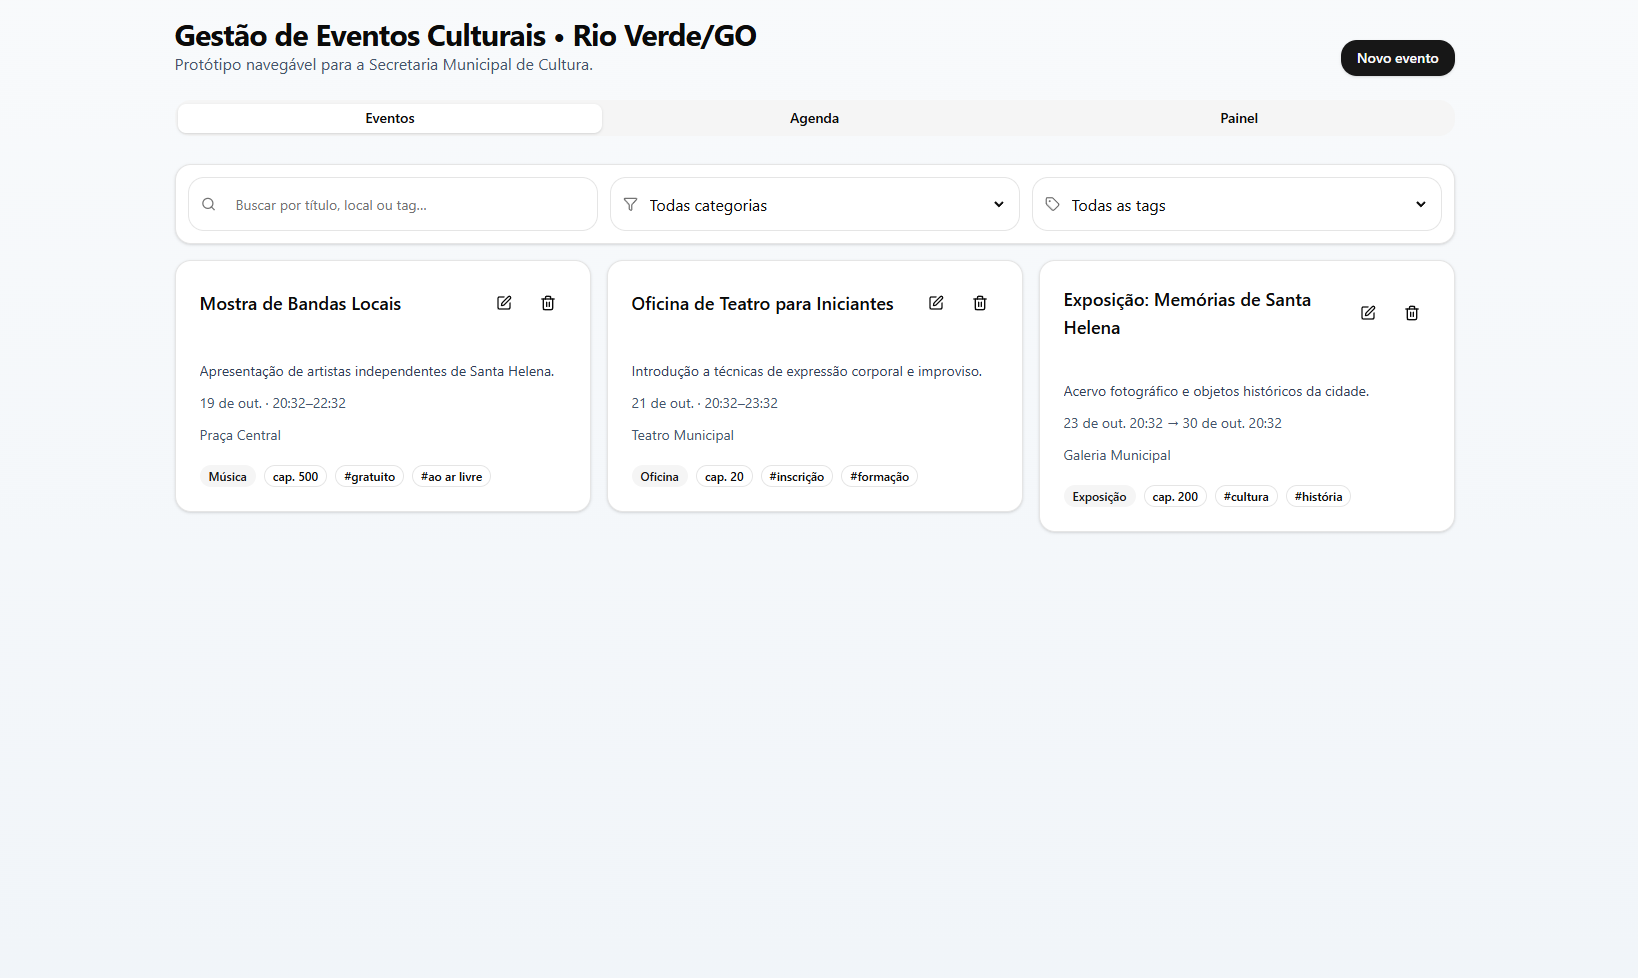 Gestão de Eventos Culturais • Rio Verde/GO
Protótipo navegável para a Secretaria Municipal de Cultura.
Novo evento
Eventos
Agenda
Painel
Buscar por título, local ou tag...
Todas categorias
Todas as tags
Mostra de Bandas Locais
Apresentação de artistas independentes de Santa Helena.
19 de out. · 20:32–22:32
Praça Central
Música
cap. 500
#gratuito
#ao ar livre
Oficina de Teatro para Iniciantes
Introdução a técnicas de expressão corporal e improviso.
21 de out. · 20:32–23:32
Teatro Municipal
Oficina
cap. 20
#inscrição
#formação
Exposição: Memórias de Santa
Helena
Acervo fotográfico e objetos históricos da cidade.
23 de out. 20:32 → 30 de out. 20:32
Galeria Municipal
Exposição
cap. 200
#cultura
#história